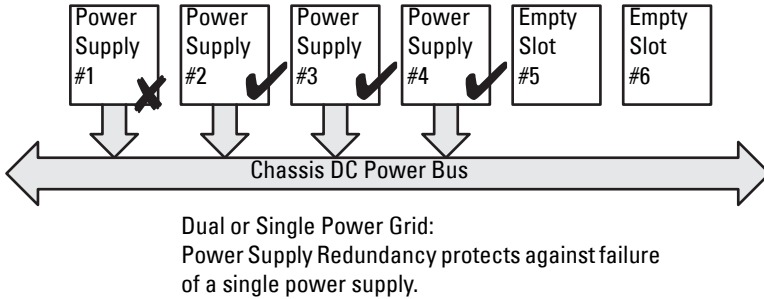 Power
Supply
#1
Power
Supply
#2
Power
Supply
#3
Power
Supply
#4
Empty
Slot
#5
Empty
Slot
#6
Chassis DC Power Bus
Dual or Single Power Grid:
Power Supply Redundancy protects against failure
of a single power supply.